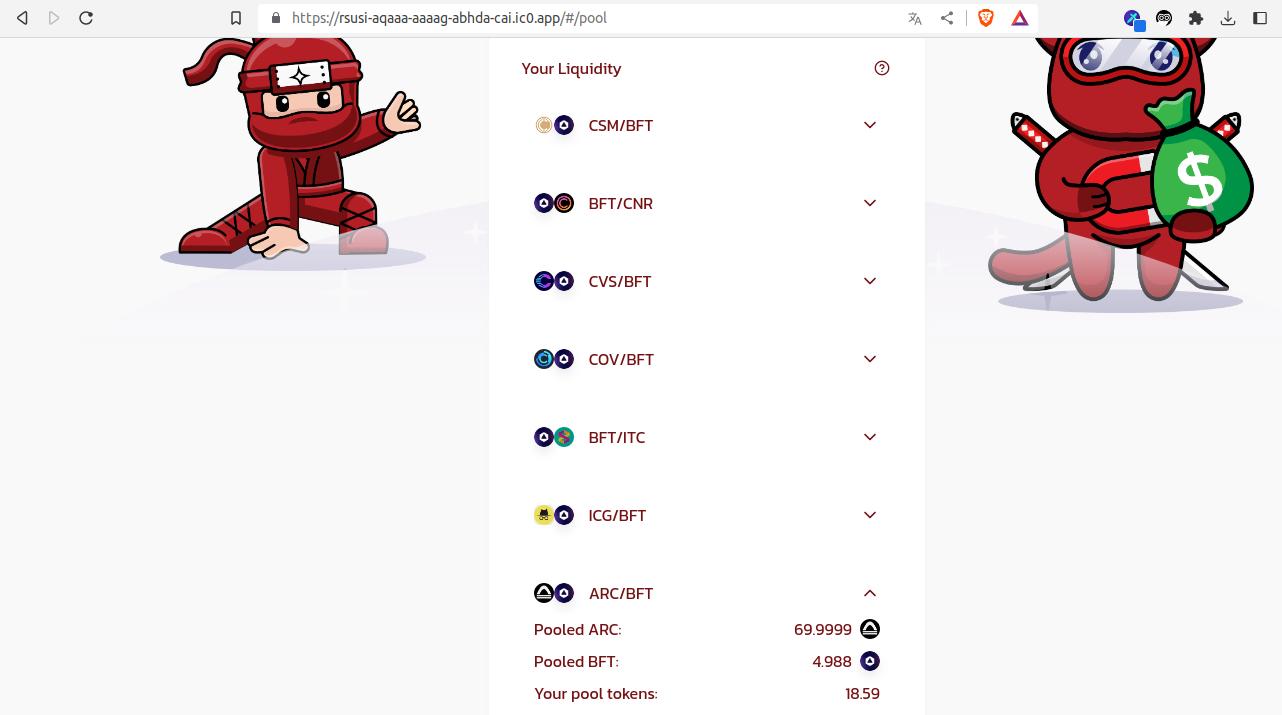 https://rsusi-aqaaa-aaaag-abhda-cai.ic0.app/#/pool
Your Liquidity
CSM/BFT
BFT/CNR
CVS/BFT
COV/BFT
BFT/ITC
ICG/BFT
ARC/BFT
Pooled ARC: 69.9999
Pooled BFT: 4.988
Your pool tokens: 18.59